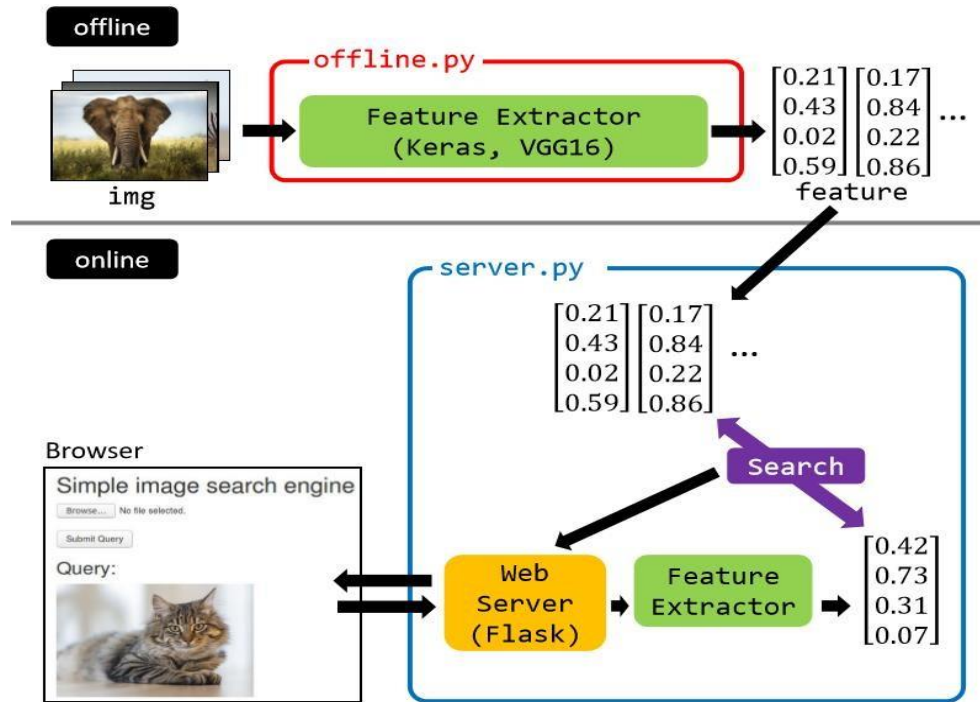 offline
offline.py
Feature Extractor
(Keras, VGG16)
img
[0.21] [0.17]
0.43 0.84 ...
0.02 0.22
[0.59] [0.86]
feature
online
server.py
[0.21] [0.17]
0.43 0.84 ...
0.02 0.22
[0.59] [0.86]
Search
Browser
Simple image search engine
Browse... No file selected.
Submit Query
Query:
Web
Server
(Flask)
Feature
Extractor
[0.42]
0.73
0.31
[0.07]